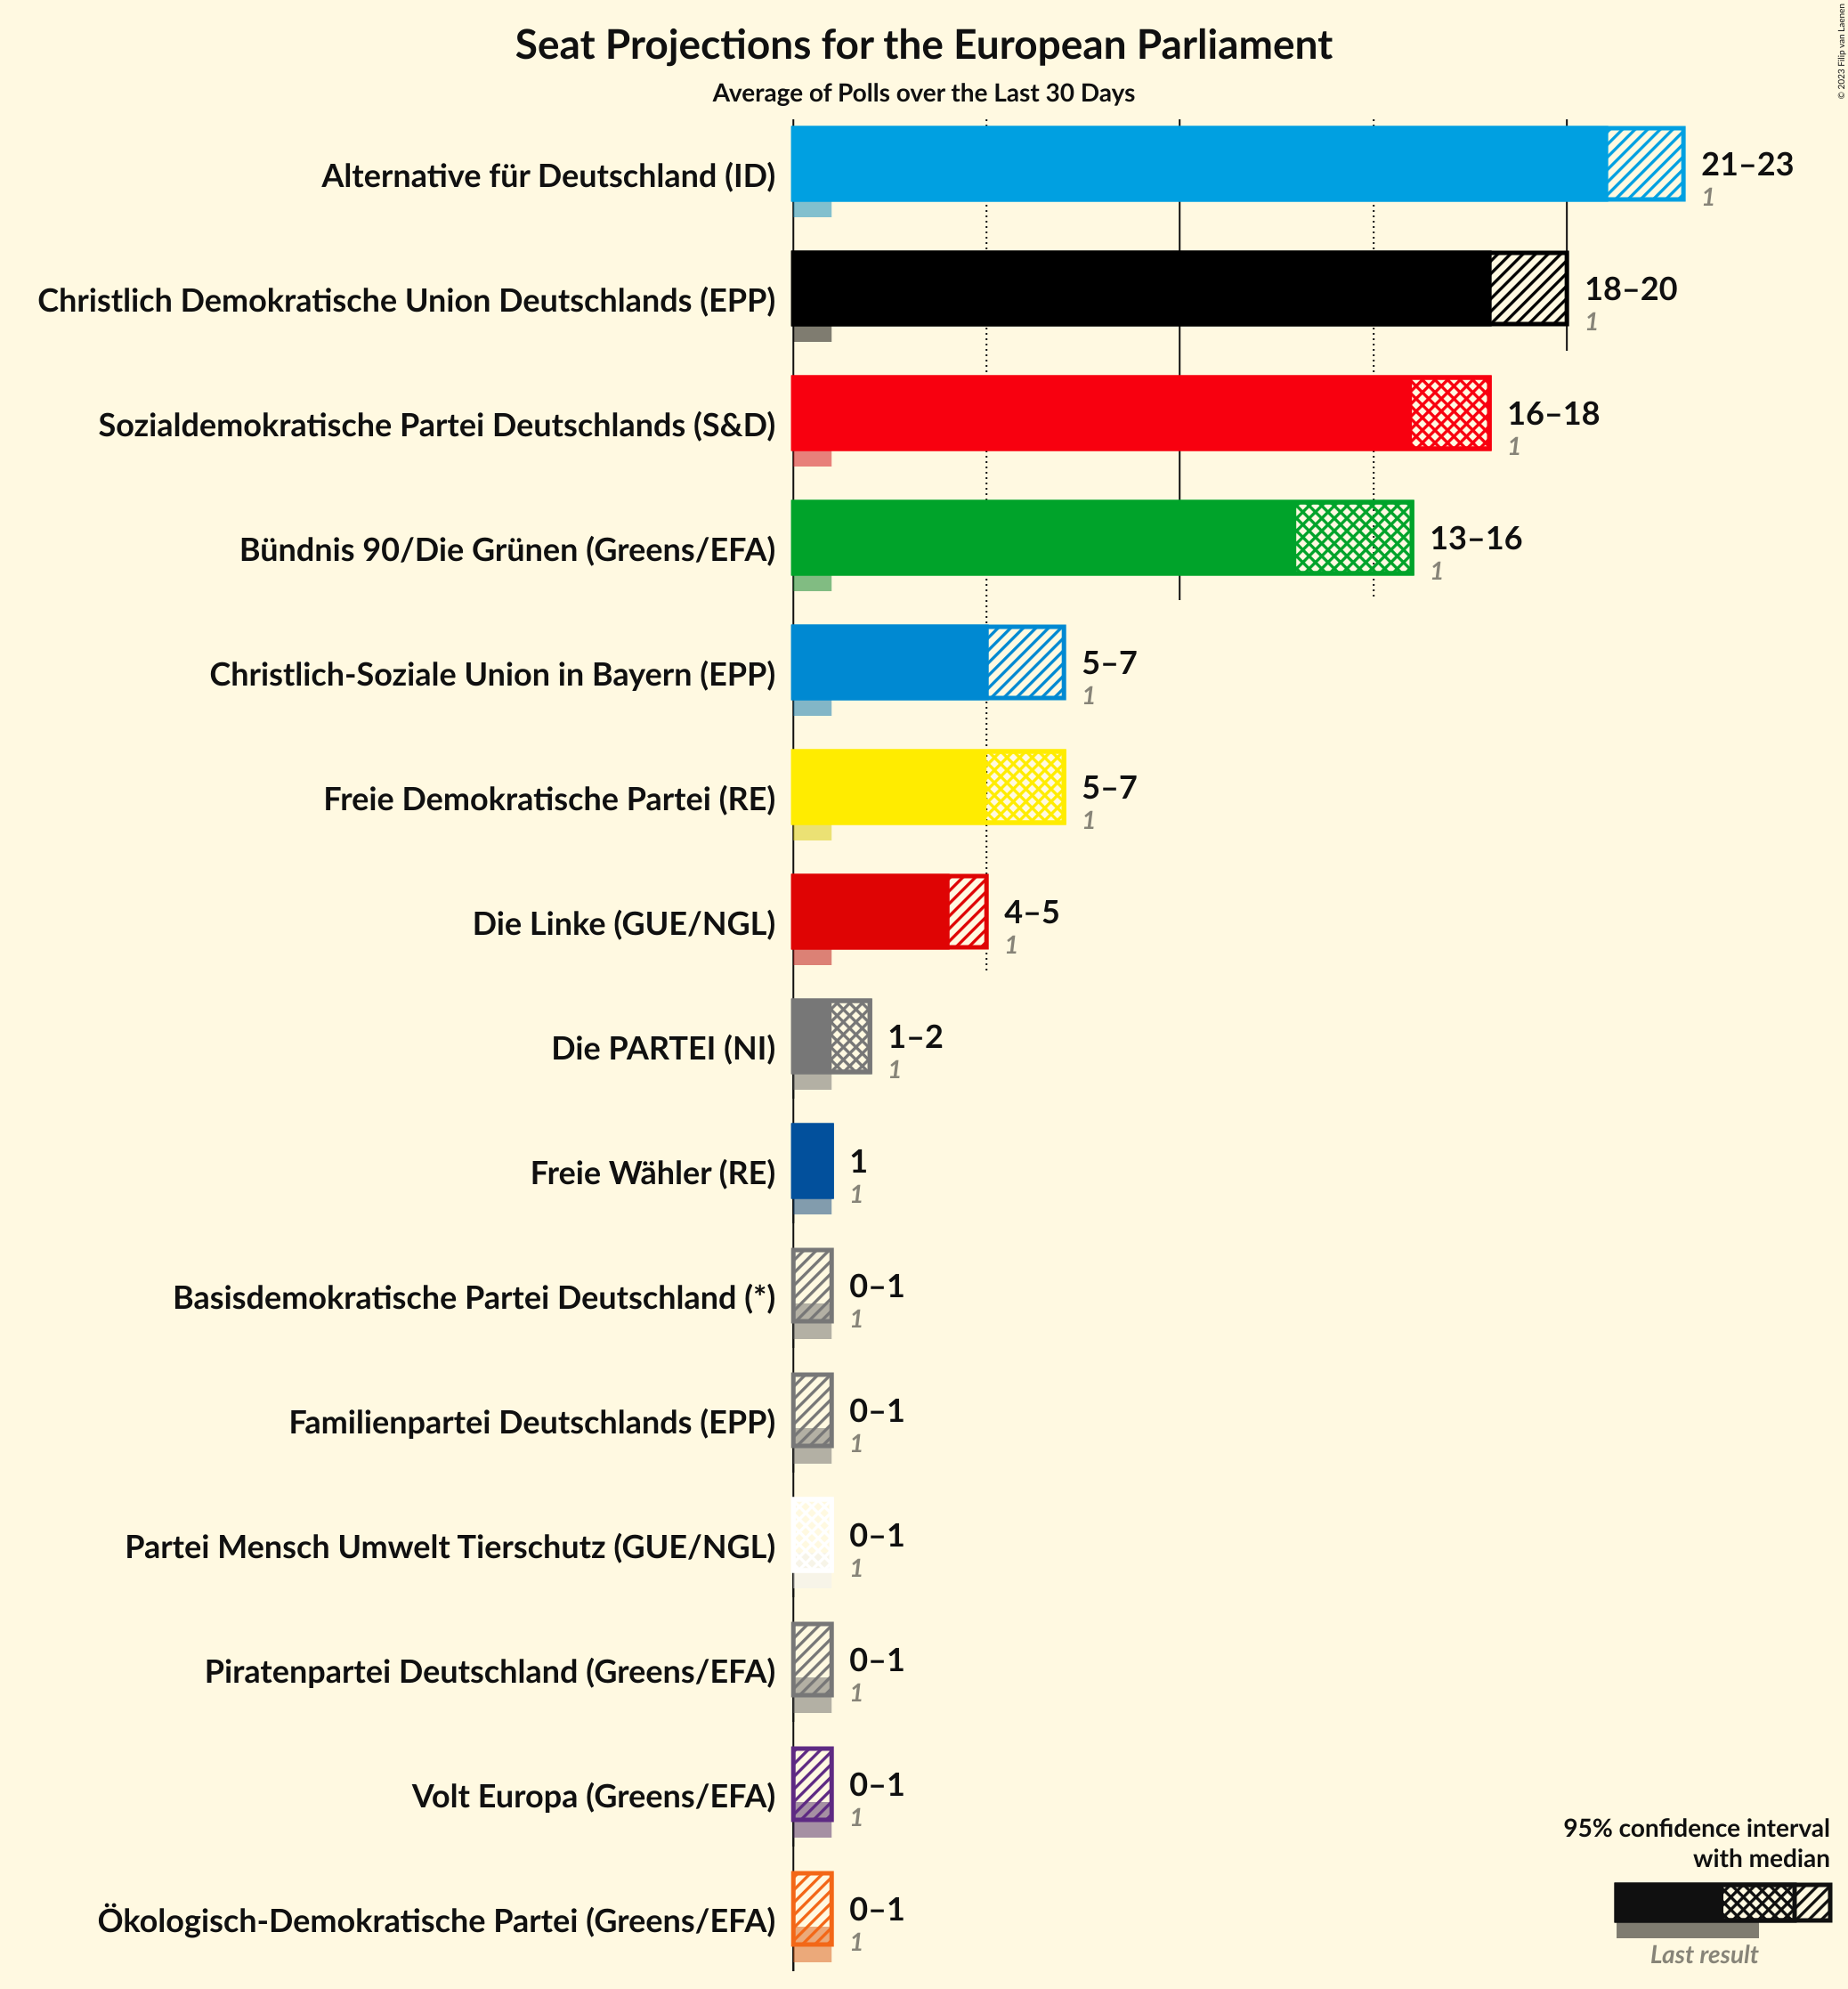 Seat Projections for the European Parliament
Average of Polls over the Last 30 Days
© 2023 Filip van Laenen
Alternative für Deutschland (ID)
21–23
1
Christlich Demokratische Union Deutschlands (EPP)
18–20
1
Sozialdemokratische Partei Deutschlands (S&D)
16–18
1
Bündnis 90/Die Grünen (Greens/EFA)
13–16
1
Christlich-Soziale Union in Bayern (EPP)
5–7
1
Freie Demokratische Partei (RE)
5–7
1
Die Linke (GUE/NGL)
4–5
1
Die PARTEI (NI)
1–2
1
Freie Wähler (RE)
1
1
Basisdemokratische Partei Deutschland (*)
0–1
1
Familienpartei Deutschlands (EPP)
0–1
1
Partei Mensch Umwelt Tierschutz (GUE/NGL)
0–1
1
Piratenpartei Deutschland (Greens/EFA)
0–1
1
Volt Europa (Greens/EFA)
0–1
1
Ökologisch-Demokratische Partei (Greens/EFA)
0–1
1
95% confidence interval
with median
Last result